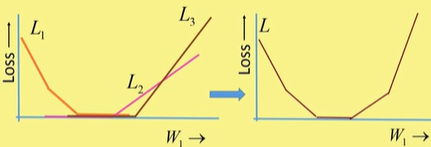 L₁
L₂
L₃
Loss →
W₁ →
L
Loss →
W₁ →